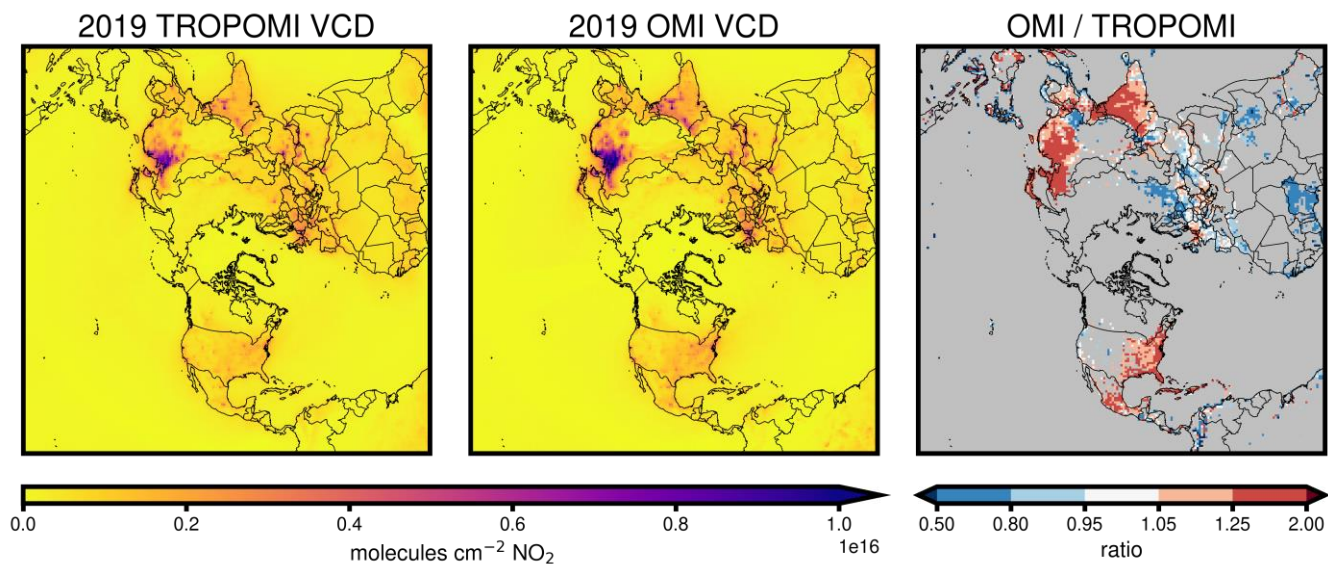 2019 TROPOMI VCD
2019 OMI VCD
OMI / TROPOMI
0.0 0.2 0.4 0.6 0.8 1.0
1e16
molecules cm⁻² NO₂
0.50 0.80 0.95 1.05 1.25 2.00
ratio